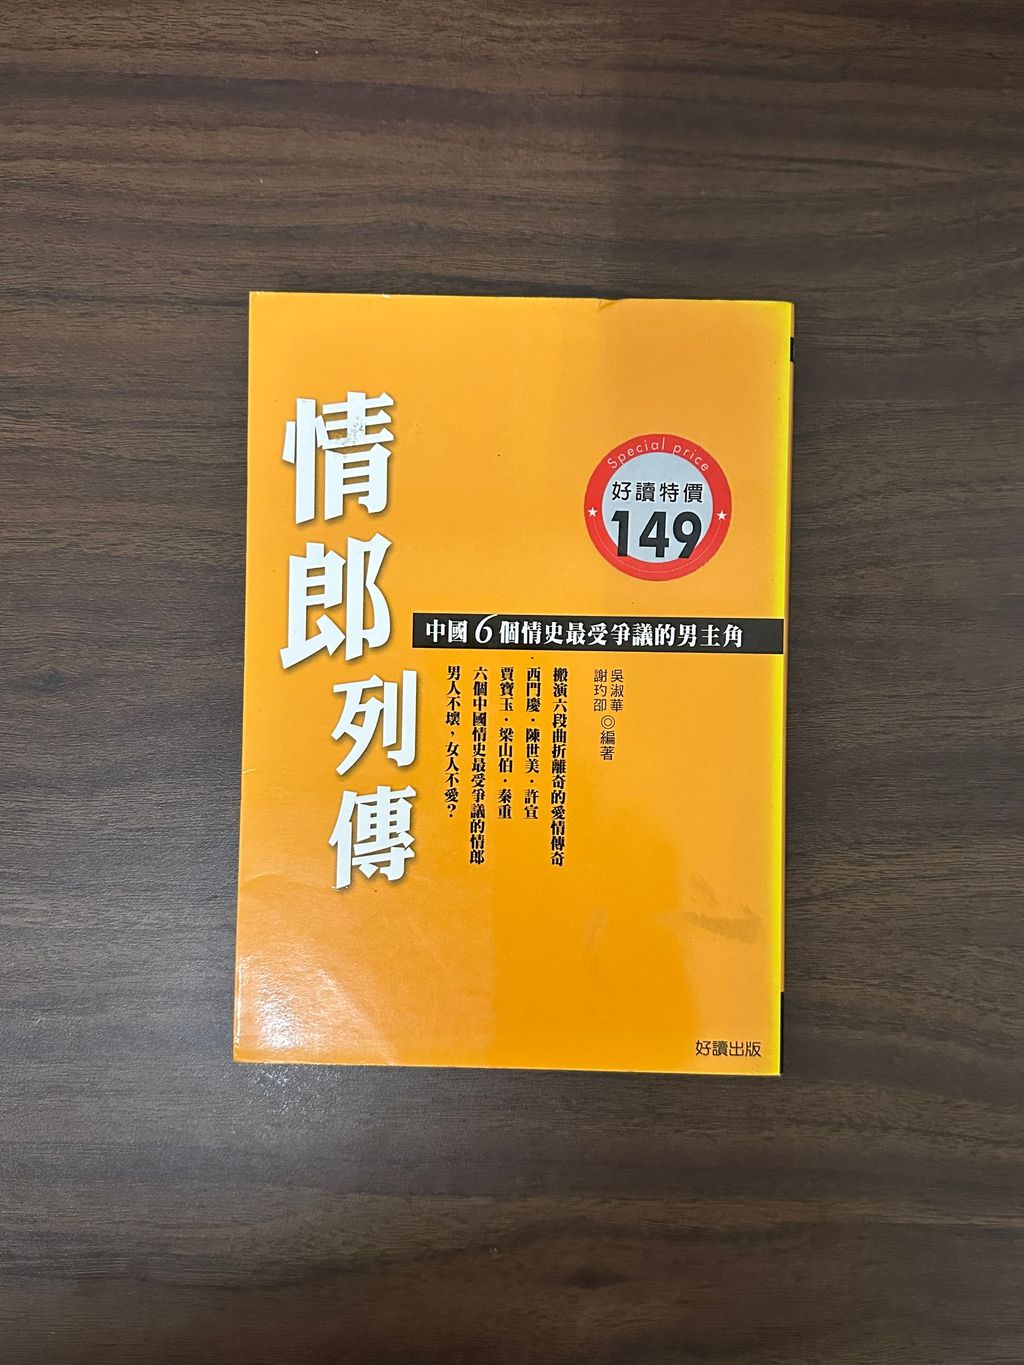 情郎列傳
Special price
好讀特價
149
中國6個情史最受爭議的男主角
吳淑華
謝玓邵◎編著
搬演六段曲折離奇的愛情傳奇
西門慶·陳世美·許宣
賈寶玉·梁山伯·秦重
六個中國情史最受爭議的情郎
男人不壞,女人不愛?
好讀出版